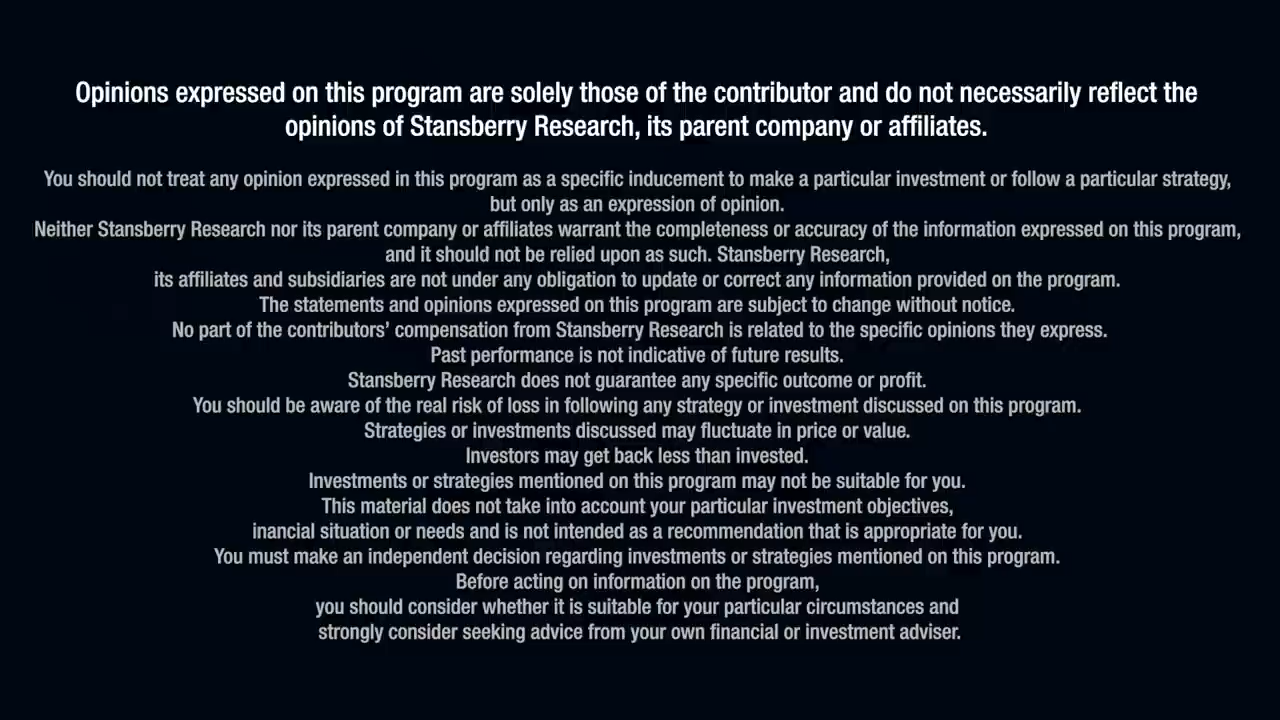 Opinions expressed on this program are solely those of the contributor and do not necessarily reflect the
opinions of Stansberry Research, its parent company or affiliates.
You should not treat any opinion expressed in this program as a specific inducement to make a particular investment or follow a particular strategy,
but only as an expression of opinion.
Neither Stansberry Research nor its parent company or affiliates warrant the completeness or accuracy of the information expressed on this program,
and it should not be relied upon as such. Stansberry Research,
its affiliates and subsidiaries are not under any obligation to update or correct any information provided on the program.
The statements and opinions expressed on this program are subject to change without notice.
No part of the contributors’ compensation from Stansberry Research is related to the specific opinions they express.
Past performance is not indicative of future results.
Stansberry Research does not guarantee any specific outcome or profit.
You should be aware of the real risk of loss in following any strategy or investment discussed on this program.
Strategies or investments discussed may fluctuate in price or value.
Investors may get back less than invested.
Investments or strategies mentioned on this program may not be suitable for you.
This material does not take into account your particular investment objectives,
inancial situation or needs and is not intended as a recommendation that is appropriate for you.
You must make an independent decision regarding investments or strategies mentioned on this program.
Before acting on information on the program,
you should consider whether it is suitable for your particular circumstances and
strongly consider seeking advice from your own financial or investment adviser.